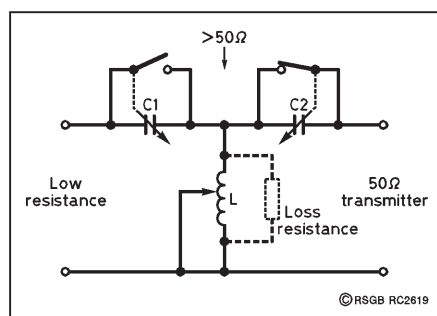 >50Ω
C1
C2
Low
resistance
L
Loss
resistance
50Ω
transmitter
©RSGB RC2619